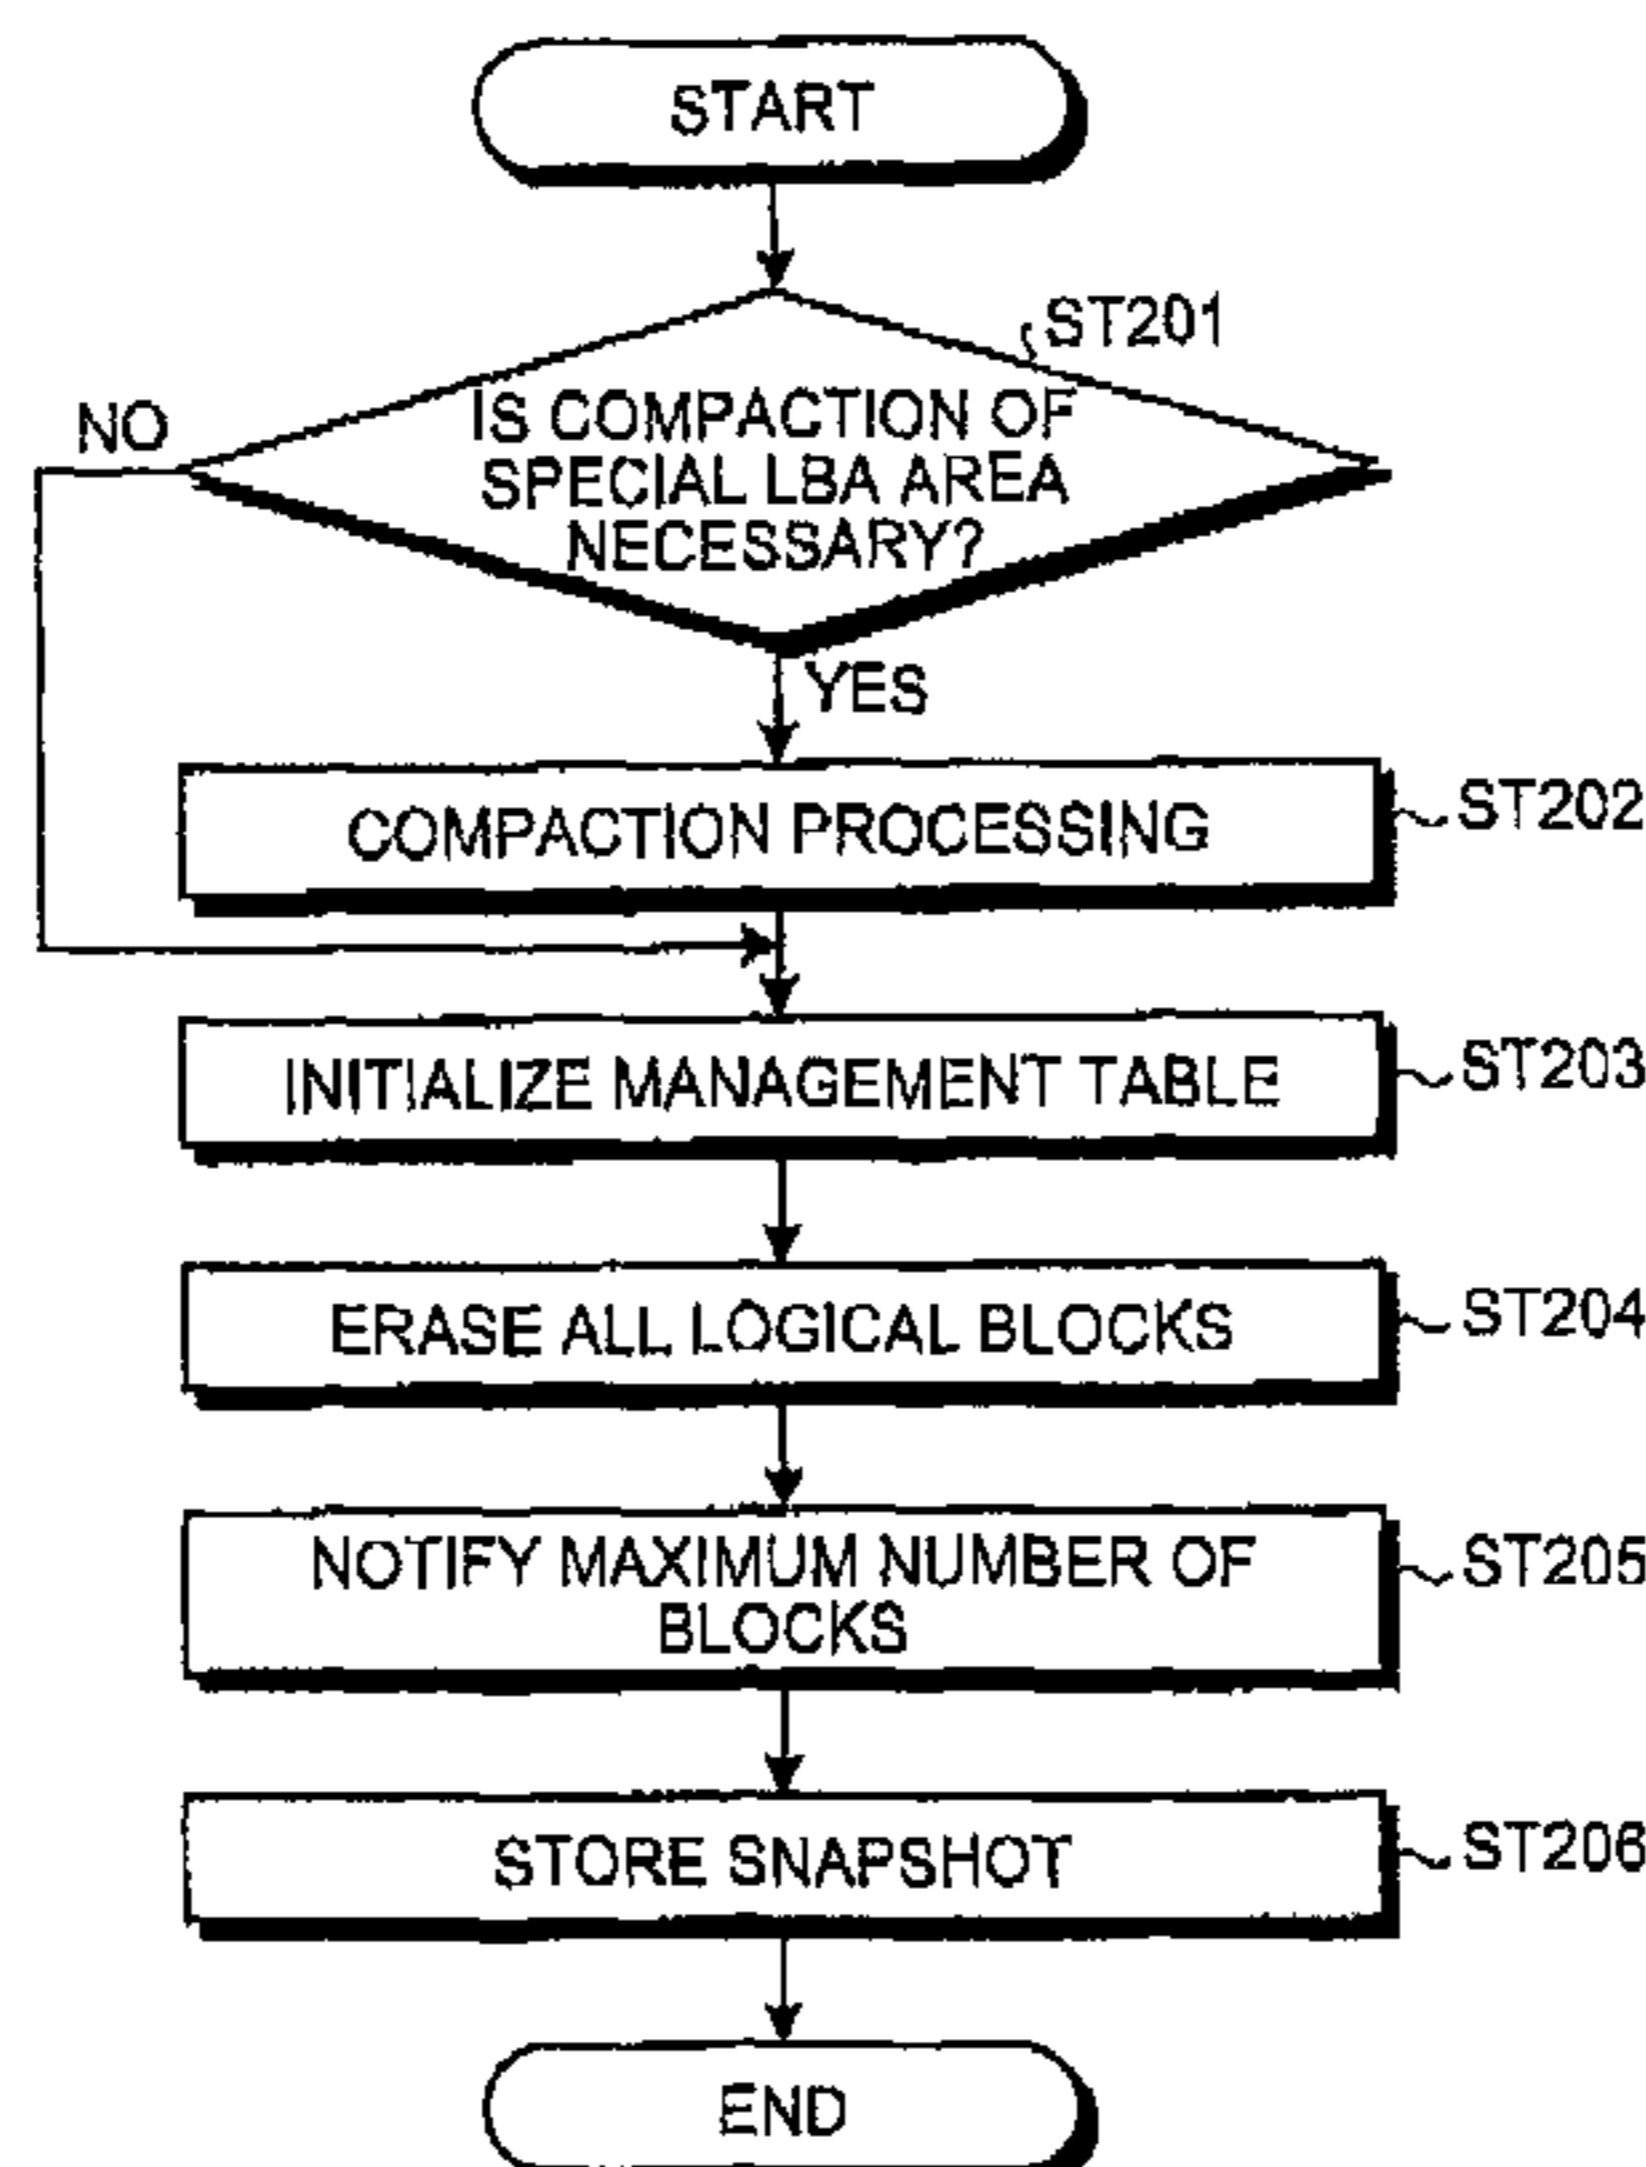 START
ST201
IS COMPACTION OF
SPECIAL LBA AREA
NECESSARY?
NO
YES
COMPACTION PROCESSING
ST202
INITIALIZE MANAGEMENT TABLE
ST203
ERASE ALL LOGICAL BLOCKS
ST204
NOTIFY MAXIMUM NUMBER OF
BLOCKS
ST205
STORE SNAPSHOT
ST206
END